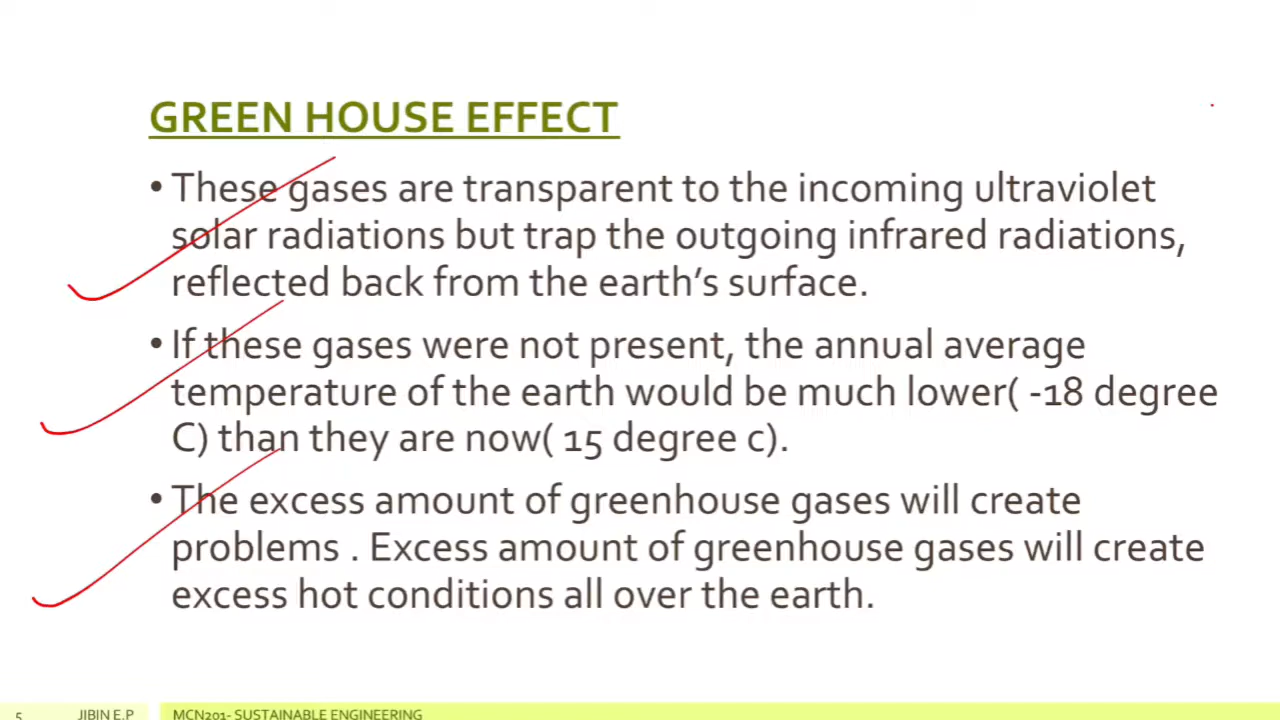 GREEN HOUSE EFFECT
• These gases are transparent to the incoming ultraviolet
solar radiations but trap the outgoing infrared radiations,
reflected back from the earth's surface.
• If these gases were not present, the annual average
temperature of the earth would be much lower( -18 degree
C) than they are now( 15 degree c).
• The excess amount of greenhouse gases will create
problems . Excess amount of greenhouse gases will create
excess hot conditions all over the earth.
5 JIBIN E.P MCN201- SUSTAINABLE ENGINEERING